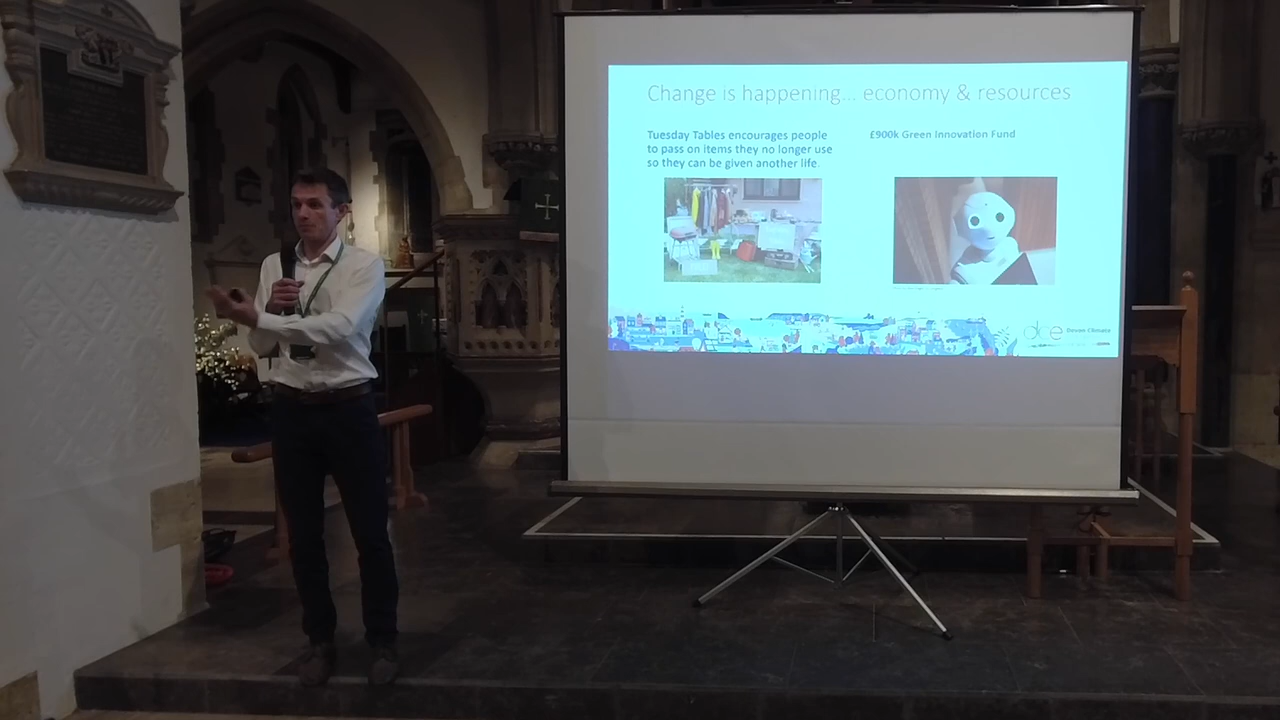 Change is happening... economy & resources
Tuesday Tables encourages people
to pass on items they no longer use
so they can be given another life.
£900k Green Innovation Fund
dce Devon Climate